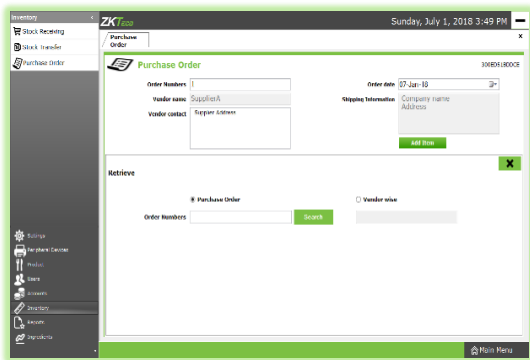 Inventory
ZKTeco
Sunday, July 1, 2018 3:49 PM
Stock Receiving
Stock Transfer
Purchase Order
Purchase
Order
x
Purchase Order
Order Numbers 1
Order date 07-Jan-18
Vendor name SupplierA
Shipping Information Company name
Address
Vendor contact Supplier Address
Add Item
X
Retrieve
Purchase Order
Vendor wise
Order Numbers
Search
Settings
Peripheral Devices
Product
Users
Accounts
Inventory
Reports
Ingredients
Main Menu